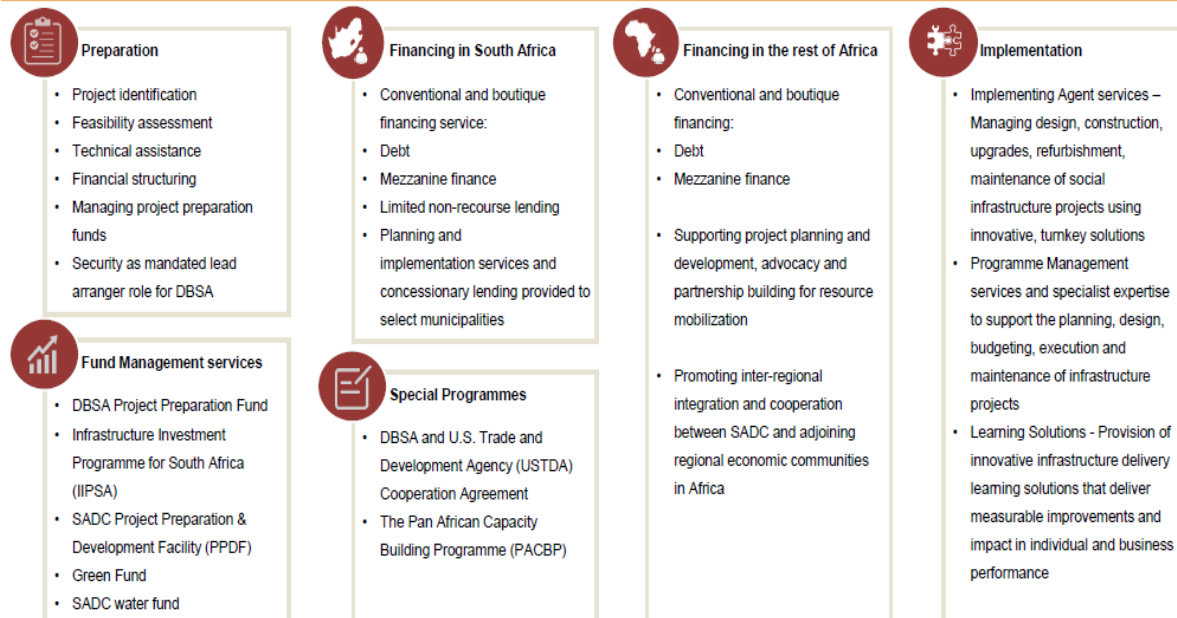 Preparation
• Project identification
• Feasibility assessment
• Technical assistance
• Financial structuring
• Managing project preparation
funds
• Security as mandated lead
arranger role for DBSA
Fund Management services
• DBSA Project Preparation Fund
• Infrastructure Investment
Programme for South Africa
(IIPSA)
• SADC Project Preparation &
Development Facility (PPDF)
• Green Fund
• SADC water fund
Financing in South Africa
• Conventional and boutique
financing service:
• Debt
• Mezzanine finance
• Limited non-recourse lending
• Planning and
implementation services and
concessionary lending provided to
select municipalities
Special Programmes
• DBSA and U.S. Trade and
Development Agency (USTDA)
Cooperation Agreement
• The Pan African Capacity
Building Programme (PACBP)
Financing in the rest of Africa
• Conventional and boutique
financing:
• Debt
• Mezzanine finance
• Supporting project planning and
development, advocacy and
partnership building for resource
mobilization
• Promoting inter-regional
integration and cooperation
between SADC and adjoining
regional economic communities
in Africa
Implementation
• Implementing Agent services –
Managing design, construction,
upgrades, refurbishment,
maintenance of social
infrastructure projects using
innovative, turnkey solutions
• Programme Management
services and specialist expertise
to support the planning, design,
budgeting, execution and
maintenance of infrastructure
projects
• Learning Solutions - Provision of
innovative infrastructure delivery
learning solutions that deliver
measurable improvements and
impact in individual and business
performance